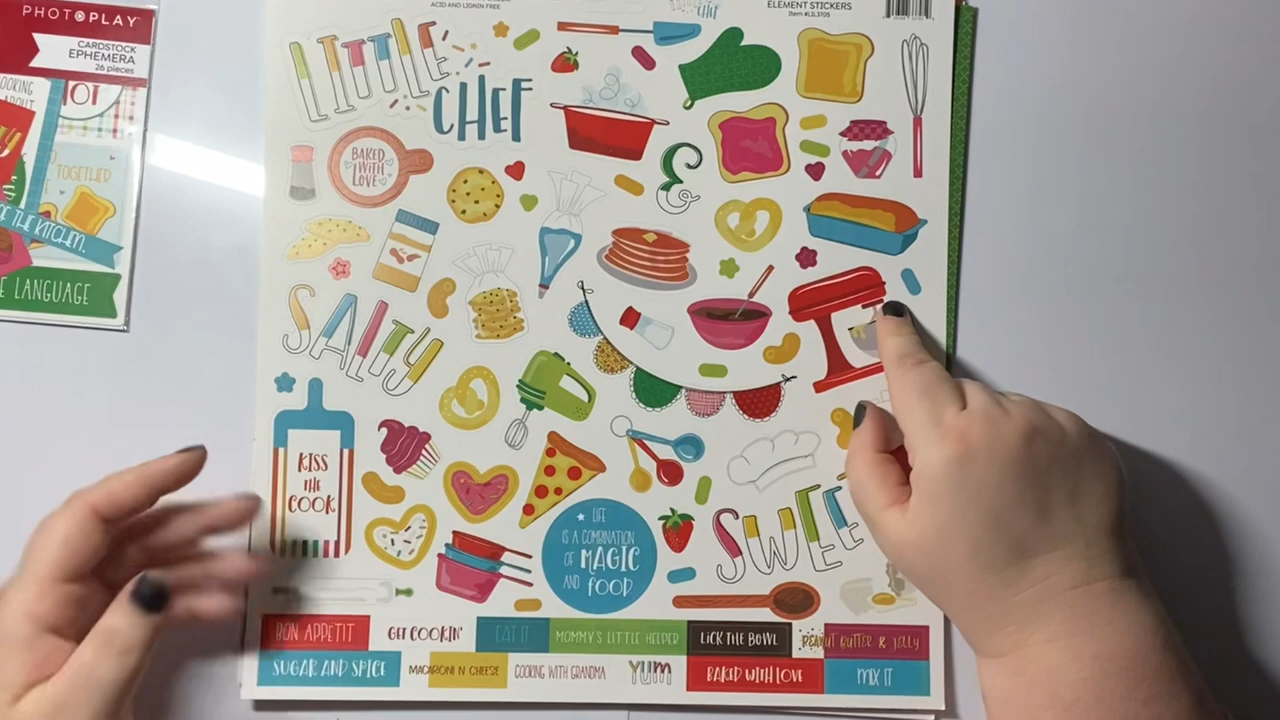 PHOTOPLAY
CARDSTOCK
EPHEMERA
26 pieces
TOGETHER
THE KITCHEN.
LANGUAGE
ACID AND LIGNIN FREE
CHEF
ELEMENT STICKERS
Item #LIL3705
LITTLE
CHEF
BAKED
WITH
LOVE
&
SALTY
KISS
THE
COOK
LIFE
IS A COMBINATION
OF MAGIC
AND FOOD
SWEE
BON APPETIT
GET COOKIN'
EAT IT
MOMMY'S LITTLE HELPER
LICK THE BOWL
PEANUT BUTTER & JELLY
SUGAR AND SPICE
MACARONI N CHEESE
COOKING WITH GRANDMA
YUM
BAKED WITH LOVE
MIX IT